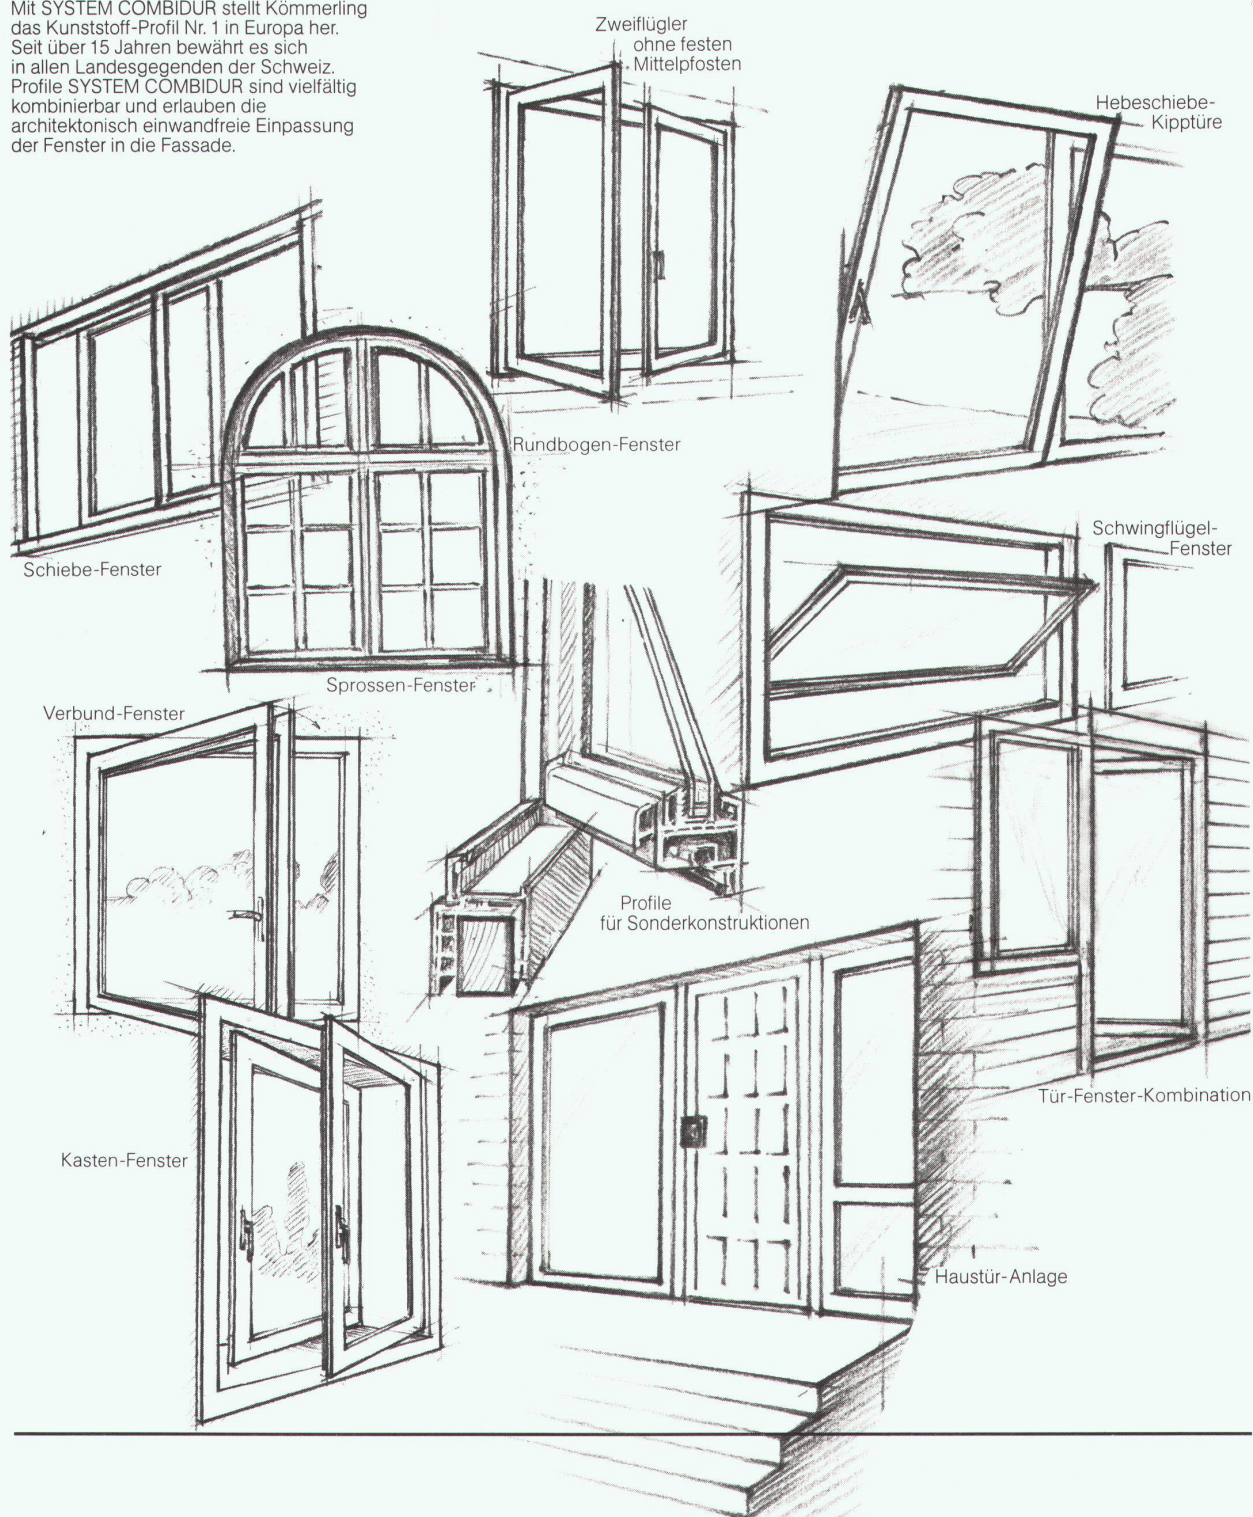 Mit SYSTEM COMBIDUR stellt Kömmerling
das Kunststoff-Profil Nr. 1 in Europa her.
Seit über 15 Jahren bewährt es sich
in allen Landesgegenden der Schweiz.
Profile SYSTEM COMBIDUR sind vielfältig
kombinierbar und erlauben die
architektonisch einwandfreie Einpassung
der Fenster in die Fassade.
Zweiflügler
ohne festen
Mittelpfosten
Hebeschiebe-
Kipptüre
Rundbogen-Fenster
Schiebe-Fenster
Schwingflügel-
Fenster
Sprossen-Fenster
Verbund-Fenster
Profile
für Sonderkonstruktionen
Tür-Fenster-Kombination
Kasten-Fenster
Haustür-Anlage